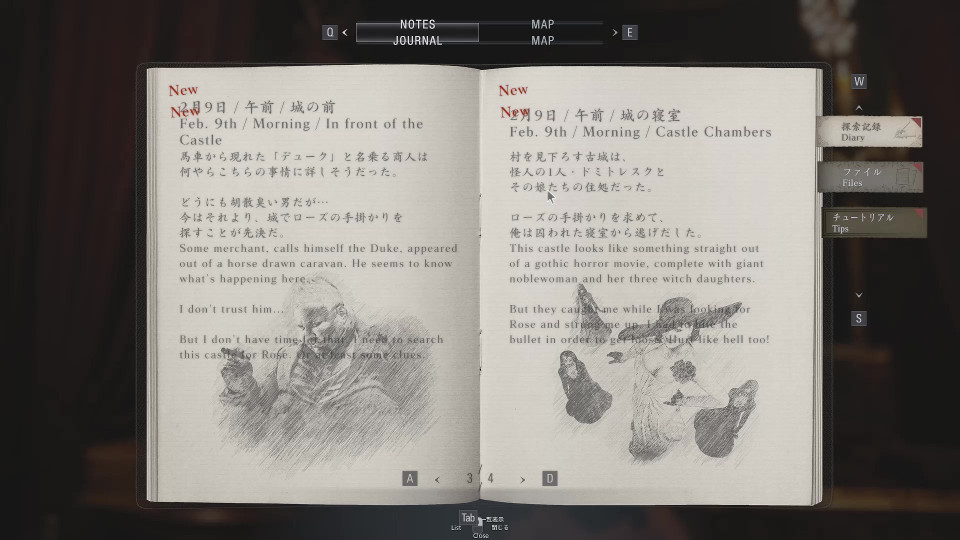 NOTES
JOURNAL
MAP
MAP
Q
E
New
New
2月9日 / 午前 / 城の前
Feb. 9th / Morning / In front of the
Castle
馬車から現れた「デューク」と名乗る商人は
何やらこちらの事情に詳しそうだった。
どうにも胡散臭い男だが…
今はそれより、城でローズの手掛かりを
探すことが先決だ。
Some merchant, calls himself the Duke, appeared
out of a horse drawn caravan. He seems to know
what's happening here...
I don't trust him...
But I don't have time for that, I need to search
this castle for Rose. Or at least some clues.
New
New
2月9日 / 午前 / 城の寝室
Feb. 9th / Morning / Castle Chambers
村を見下ろす古城は、
怪人の1人・ドミトレスクと
その娘たちの住処だった。
ローズの手掛かりを求めて、
俺は囚われた寝室から逃げだした。
This castle looks like something straight out
of a gothic horror movie, complete with giant
noblewoman and her three witch daughters.
But they caught me while I was looking for
Rose and strung me up. I had to bite the
bullet in order to get loose. Hurt like hell too!
A
3
4
D
W
探索記録
Diary
ファイル
Files
チュートリアル
Tips
S
Tab
一覧表示
List
閉じる
Close